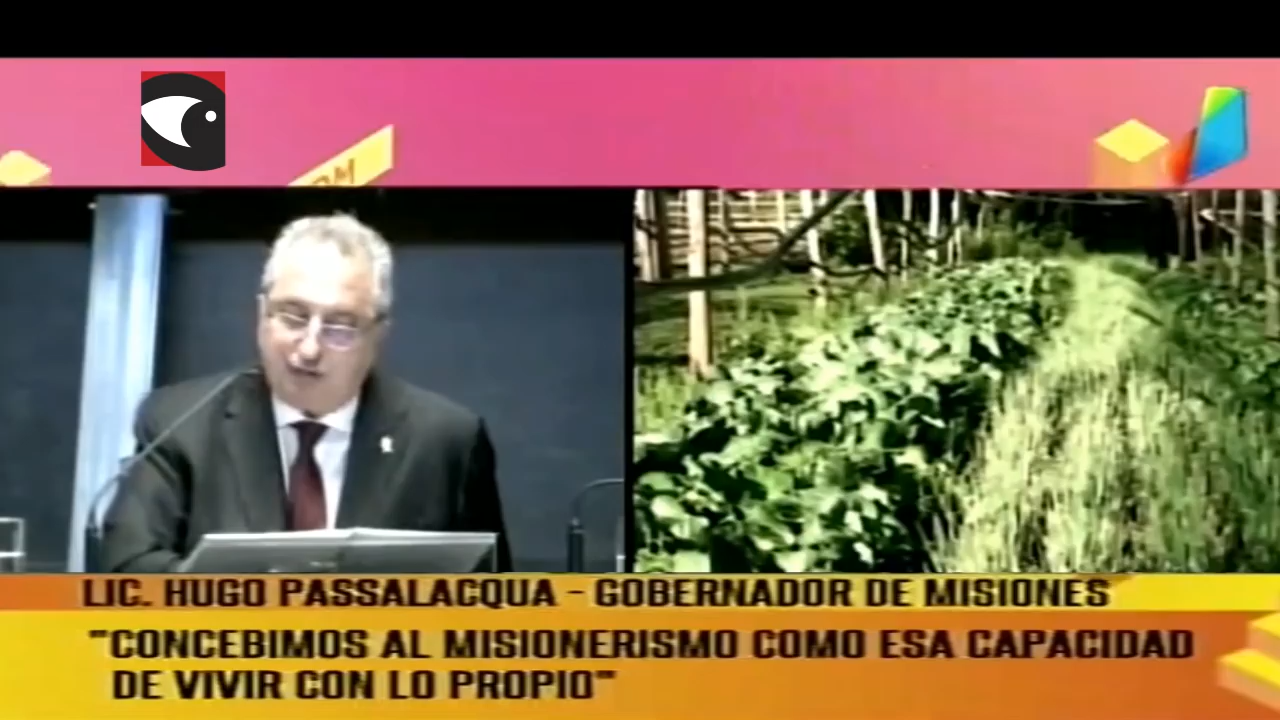 LIC. HUGO PASSALACQUA - GOBERNADOR DE MISIONES
"CONCEBIMOS AL MISIONERISMO COMO ESA CAPACIDAD
DE VIVIR CON LO PROPIO"